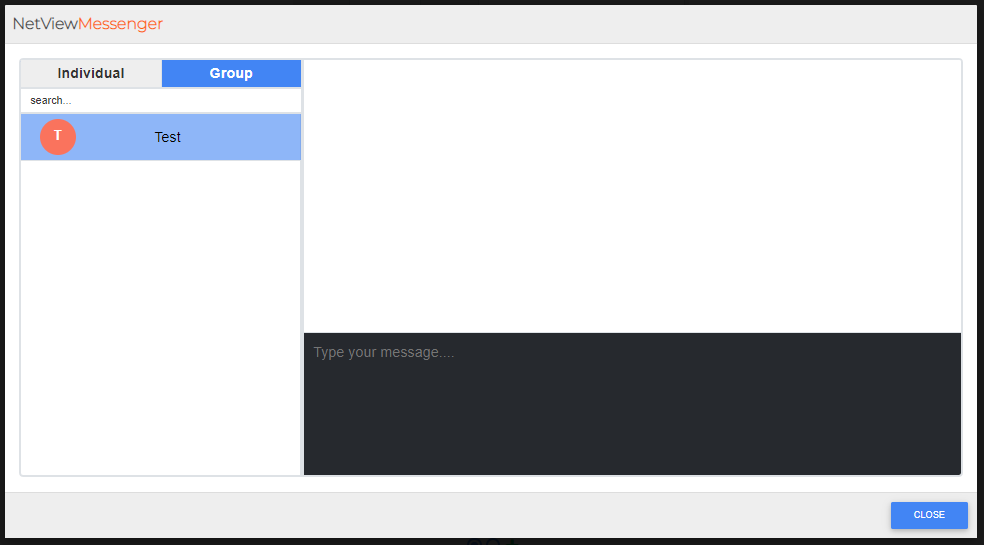 NetViewMessenger
Individual
Group
search...
T
Test
Type your message....
CLOSE